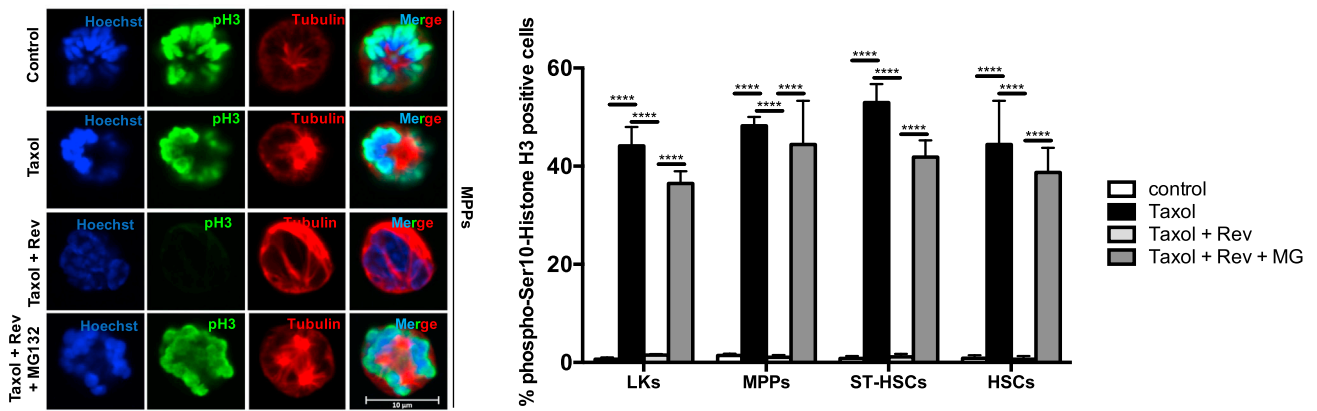 Control
Hoechst
pH3
Tubulin
Merge
Taxol
Hoechst
pH3
Tubulin
Merge
Taxol + Rev
Hoechst
pH3
Tubulin
Merge
Taxol + Rev
+ MG132
Hoechst
pH3
Tubulin
Merge
10 µm
MPPs
% phospho-Ser10-Histone H3 positive cells
60
40
20
0
**** **** ****
**** **** ****
**** **** ****
**** **** ****
LKs
MPPs
ST-HSCs
HSCs
control
Taxol
Taxol + Rev
Taxol + Rev + MG